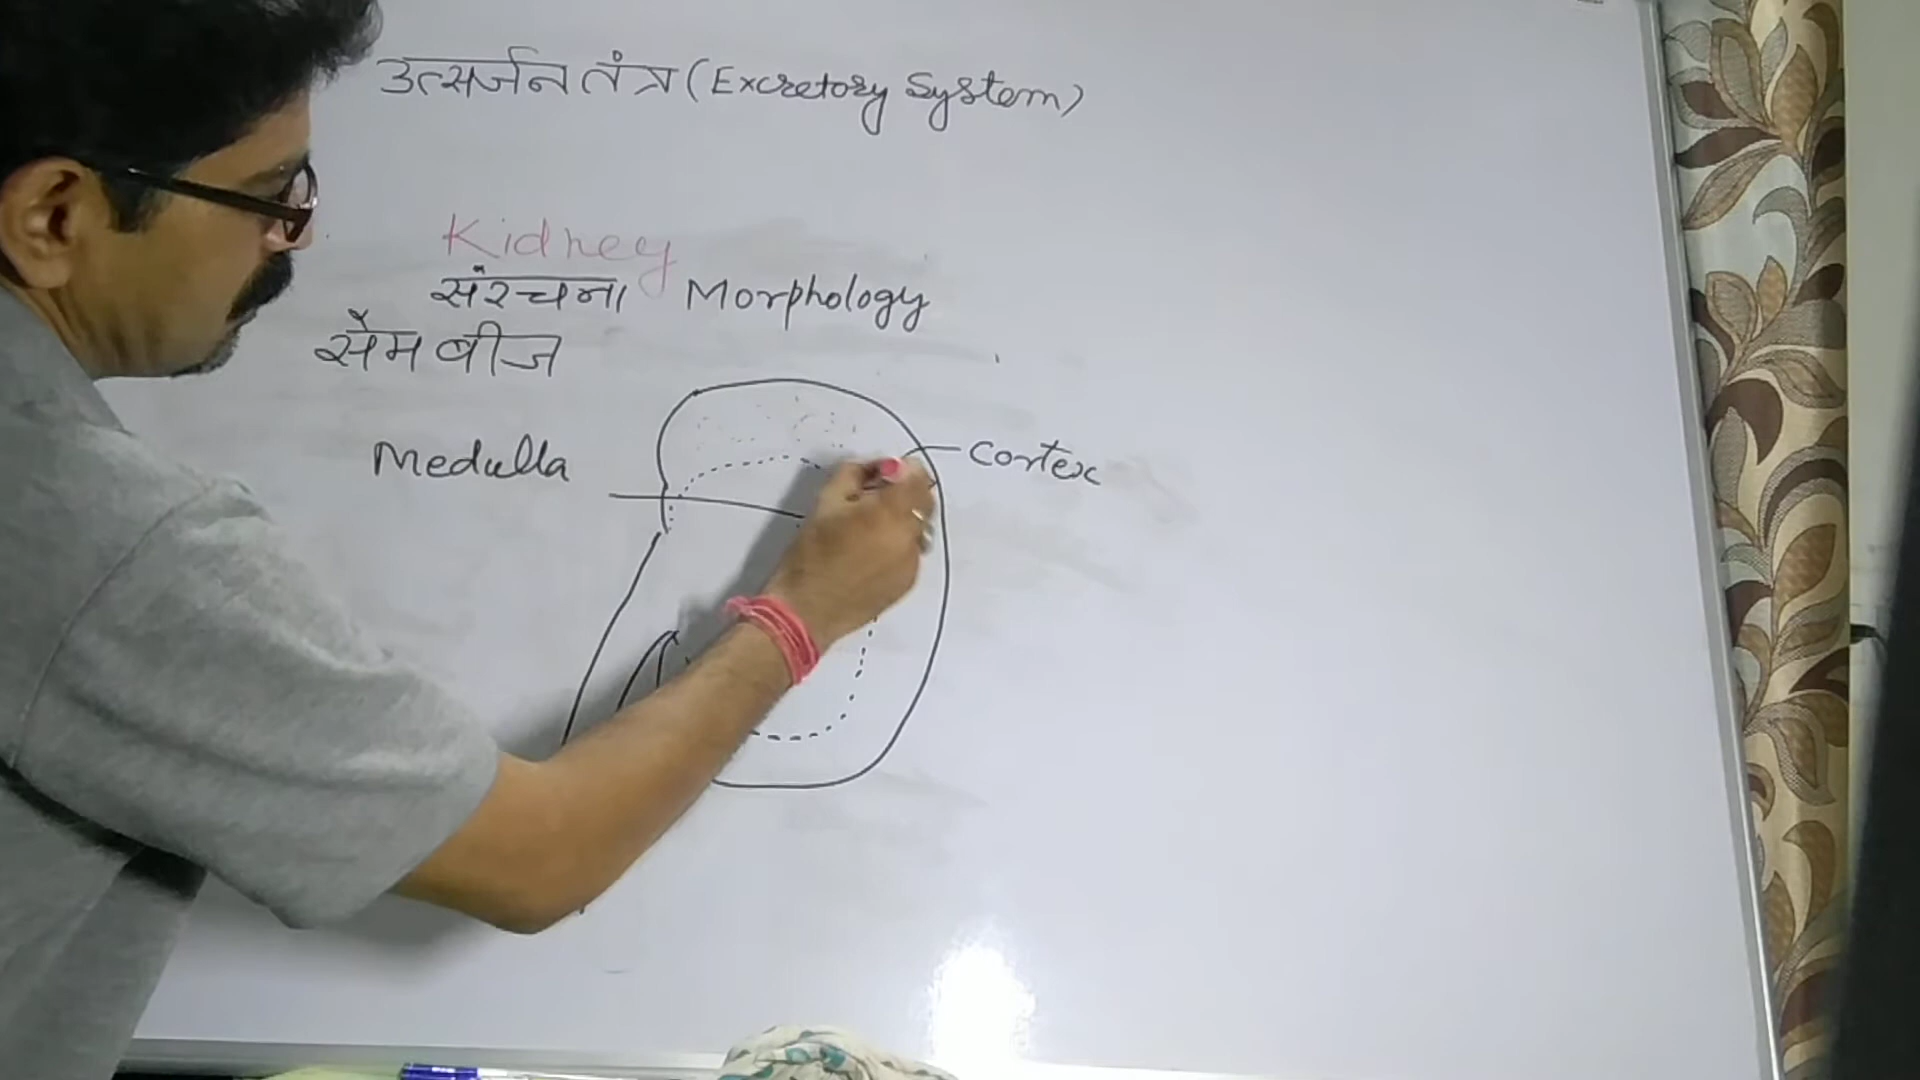 उत्सर्जन तंत्र (Excretory System)
Kidney
संरचना Morphology
सेम बीज
Medulla
Cortex